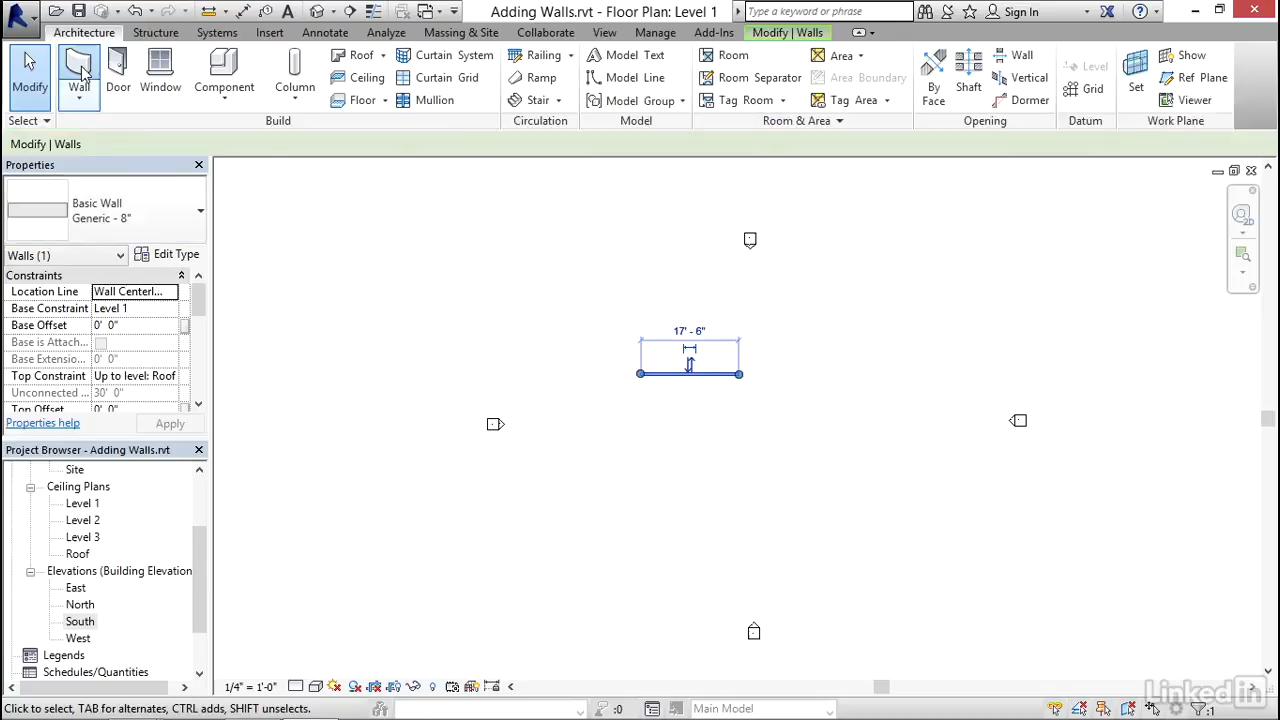 Adding Walls.rvt - Floor Plan: Level 1
Type a keyword or phrase
Sign In
Architecture Structure Systems Insert Annotate Analyze Massing & Site Collaborate View Manage Add-Ins Modify | Walls
Modify Wall Door Window Component Column
Roof Curtain System
Ceiling Curtain Grid
Floor Mullion
Railing
Ramp
Stair
Model Text
Model Line
Model Group
Room Area
Room Separator Area Boundary
Tag Room Tag Area
By Face
Shaft
Wall
Vertical
Dormer
Level
Grid
Set
Show
Ref Plane
Viewer
Select Build Circulation Model Room & Area Opening Datum Work Plane
Modify | Walls
Properties
Basic Wall
Generic - 8"
Walls (1) Edit Type
Constraints
Location Line Wall Centerl...
Base Constraint Level 1
Base Offset 0' 0"
Base is Attach...
Base Extensio... 0' 0"
Top Constraint Up to level: Roof
Unconnected ... 30' 0"
Top Offset 0' 0"
Properties help Apply
Project Browser - Adding Walls.rvt
Site
Ceiling Plans
Level 1
Level 2
Level 3
Roof
Elevations (Building Elevation
East
North
South
West
Legends
Schedules/Quantities
17' - 6"
2D
1/4" = 1'-0"
Click to select, TAB for alternates, CTRL adds, SHIFT unselects.
:0
Main Model
:1
LinkedIn